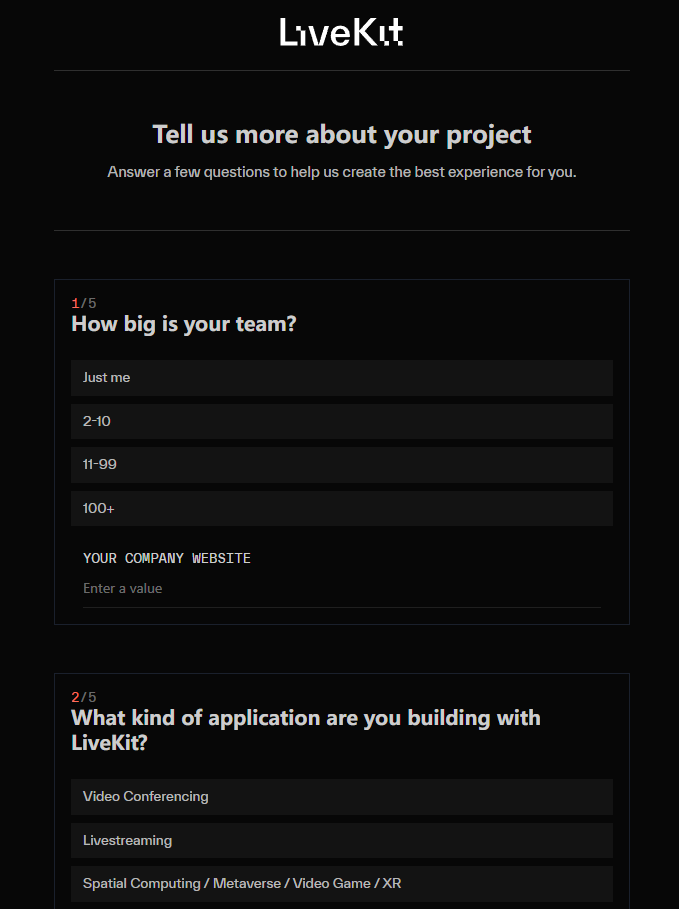 LiveKit
Tell us more about your project
Answer a few questions to help us create the best experience for you.
1/5
How big is your team?
Just me
2-10
11-99
100+
YOUR COMPANY WEBSITE
Enter a value
2/5
What kind of application are you building with
LiveKit?
Video Conferencing
Livestreaming
Spatial Computing / Metaverse / Video Game / XR